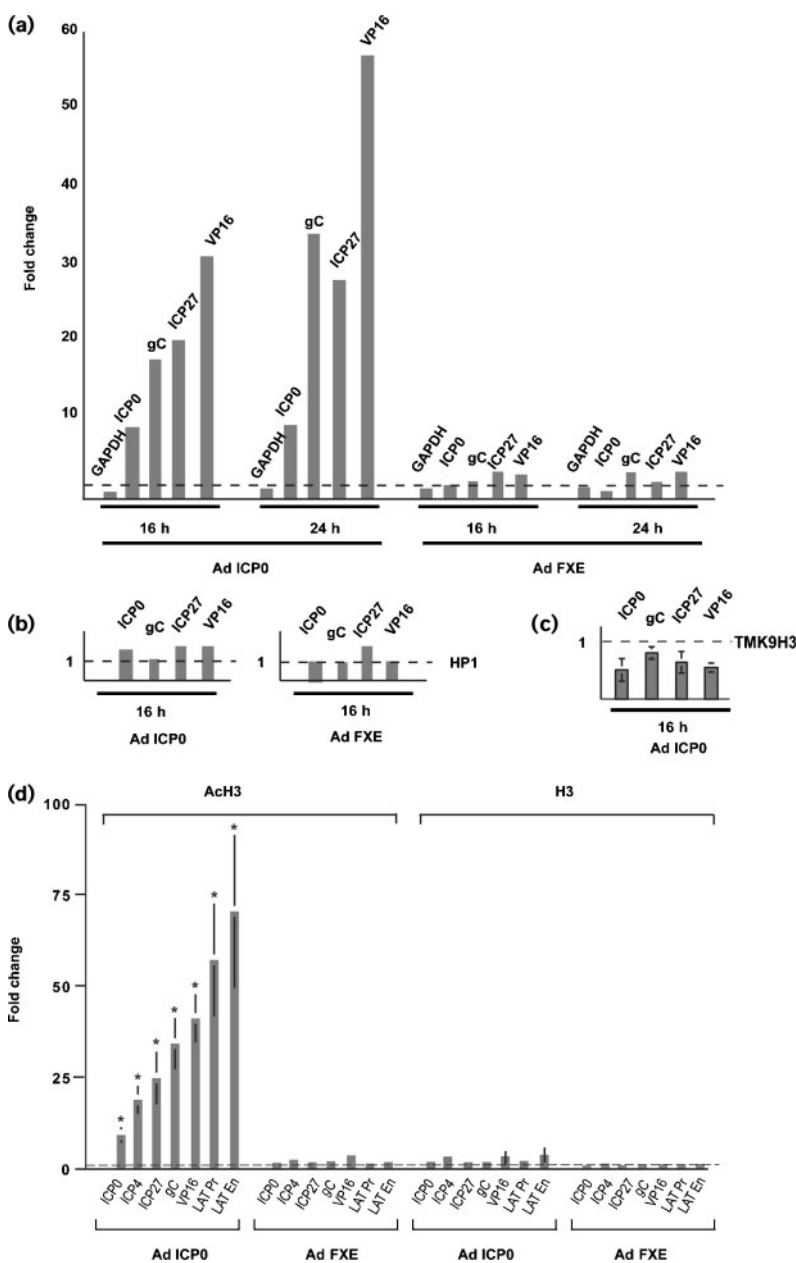 (a)
Fold change
60
50
40
30
20
10
GAPDH
ICP0
gC
ICP27
VP16
GAPDH
ICP0
gC
ICP27
VP16
GAPDH
ICP0
gC
ICP27
VP16
GAPDH
ICP0
gC
ICP27
VP16
16 h
24 h
16 h
24 h
Ad ICP0
Ad FXE
(b)
ICP0
gC
ICP27
VP16
1
16 h
Ad ICP0
ICP0
gC
ICP27
VP16
1
HP1
16 h
Ad FXE
(c)
ICP0
gC
ICP27
VP16
1
TMK9H3
16 h
Ad ICP0
(d)
AcH3
H3
Fold change
100
75
50
25
0
* * * * * * *
ICP0 ICP4 ICP27 gC VP16 LAT Pr LAT En
ICP0 ICP4 ICP27 gC VP16 LAT Pr LAT En
ICP0 ICP4 ICP27 gC VP16 LAT Pr LAT En
ICP0 ICP4 ICP27 gC VP16 LAT Pr LAT En
Ad ICP0
Ad FXE
Ad ICP0
Ad FXE